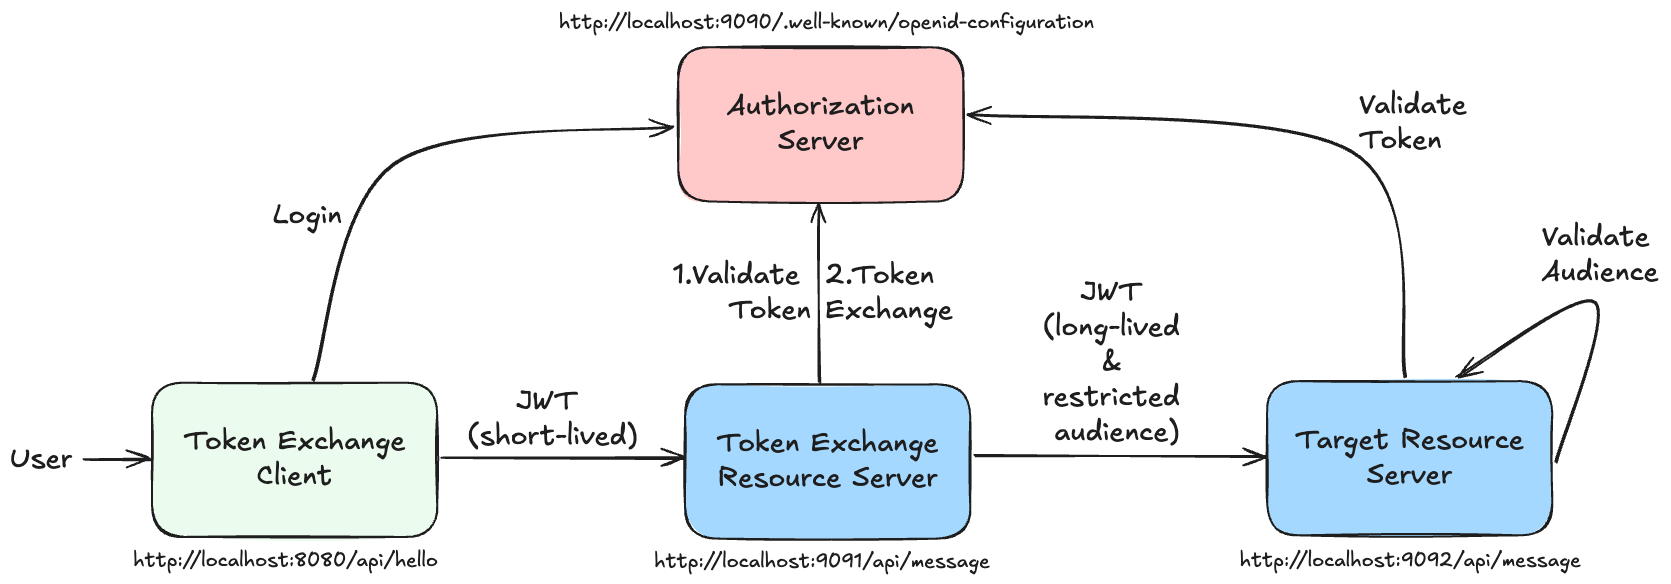 http://localhost:9090/.well-known/openid-configuration
Authorization
Server
Validate
Token
Login
Validate
Audience
1.Validate
Token
2.Token
Exchange
JWT
(long-lived
&
restricted
audience)
JWT
(short-lived)
User
Token Exchange
Client
Token Exchange
Resource Server
Target Resource
Server
http://localhost:8080/api/hello
http://localhost:9091/api/message
http://localhost:9092/api/message